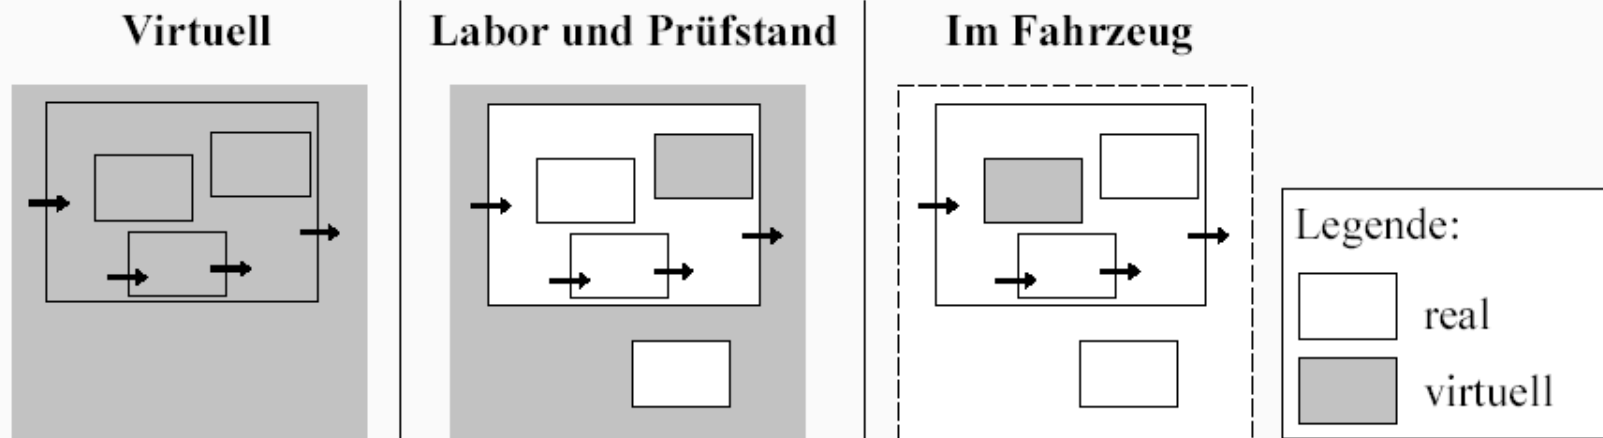 Virtuell
Labor und Prüfstand
Im Fahrzeug
Legende:
real
virtuell